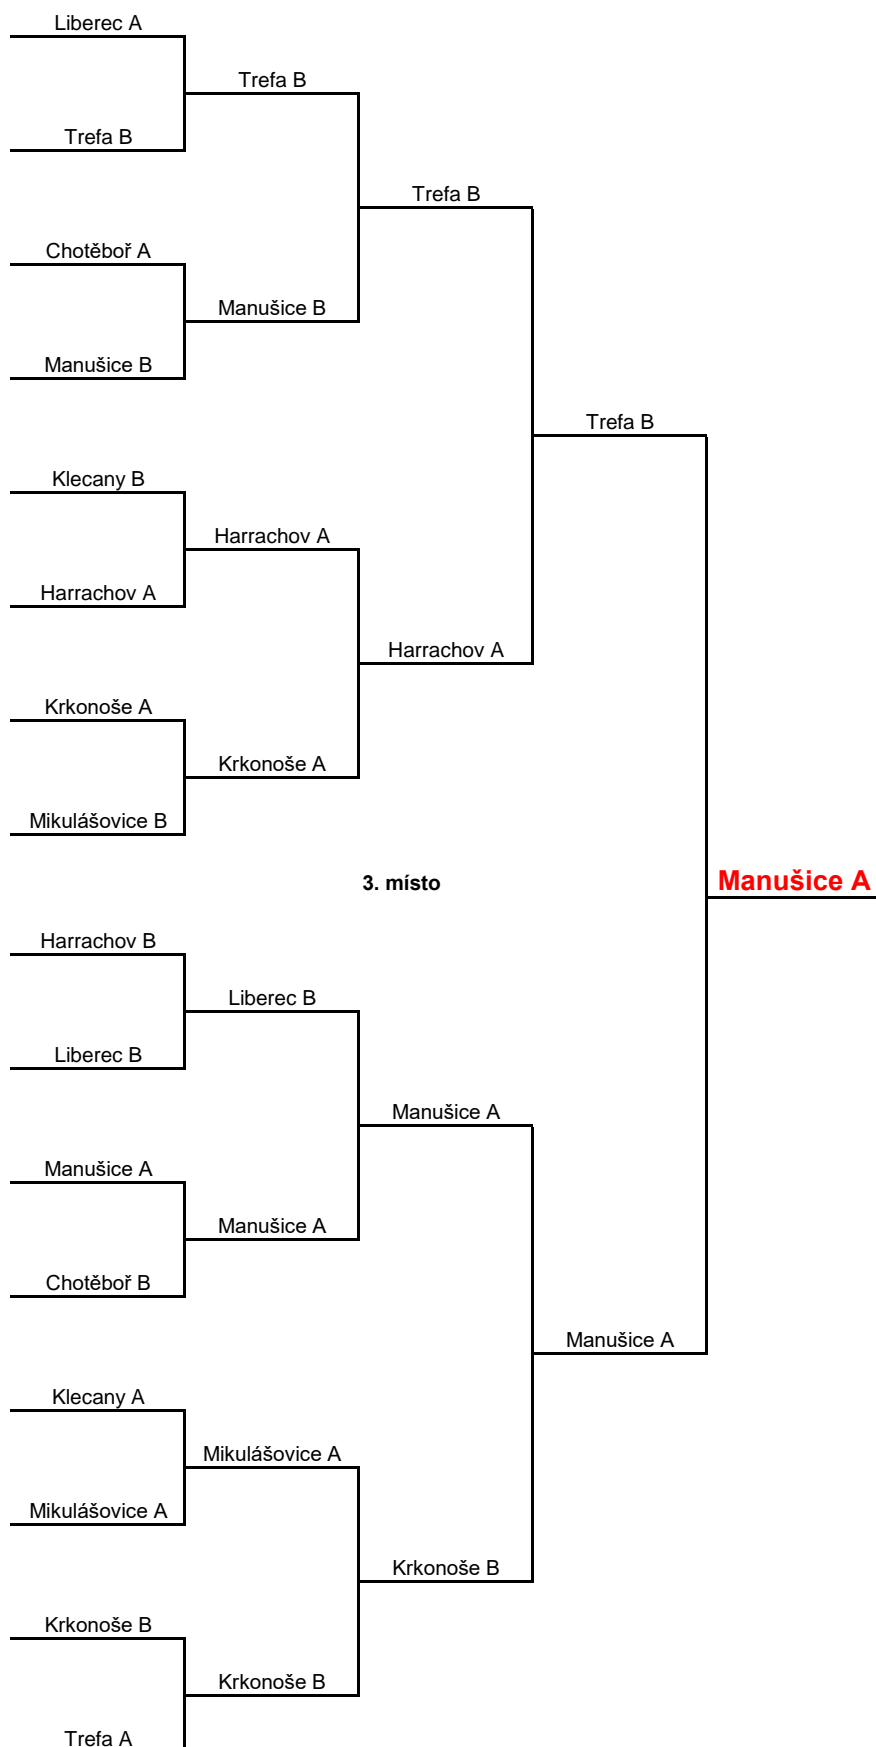 Liberec A
Trefa B
Trefa B
Trefa B
Chotěboř A
Manušice B
Manušice B
Trefa B
Klecany B
Harrachov A
Harrachov A
Harrachov A
Krkonoše A
Krkonoše A
Mikulášovice B
3. místo
Manušice A
Harrachov B
Liberec B
Liberec B
Manušice A
Manušice A
Manušice A
Chotěboř B
Manušice A
Klecany A
Mikulášovice A
Mikulášovice A
Krkonoše B
Krkonoše B
Krkonoše B
Trefa A